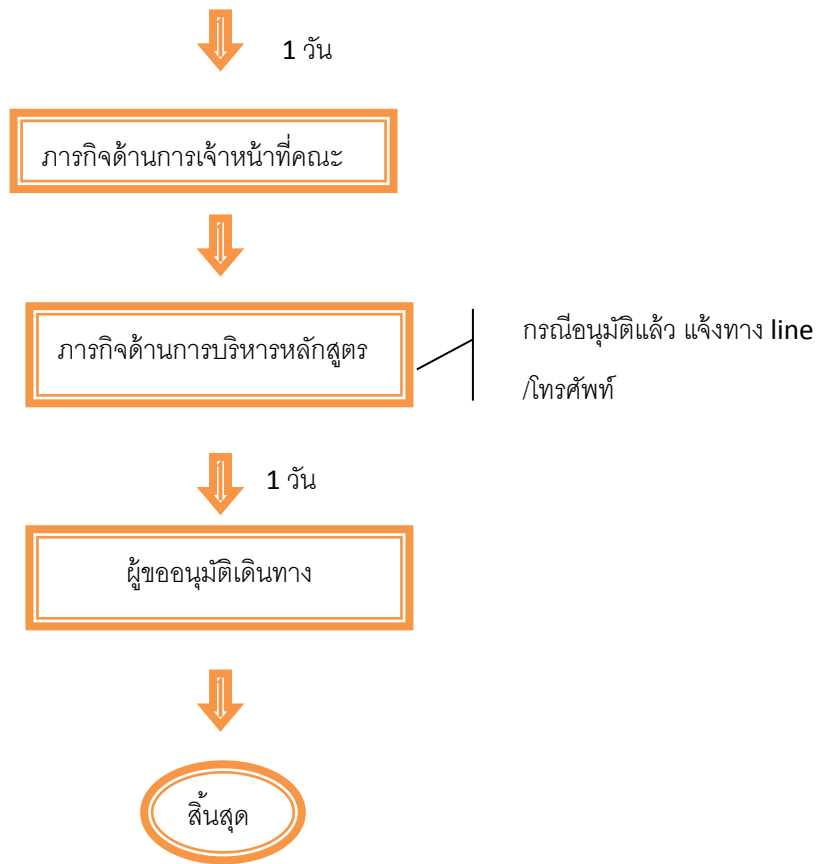 1 วัน
ภารกิจด้านการเจ้าหน้าที่คณะ
ภารกิจด้านการบริหารหลักสูตร
กรณีอนุมัติแล้ว แจ้งทาง line
/โทรศัพท์
1 วัน
ผู้ขออนุมัติเดินทาง
สิ้นสุด